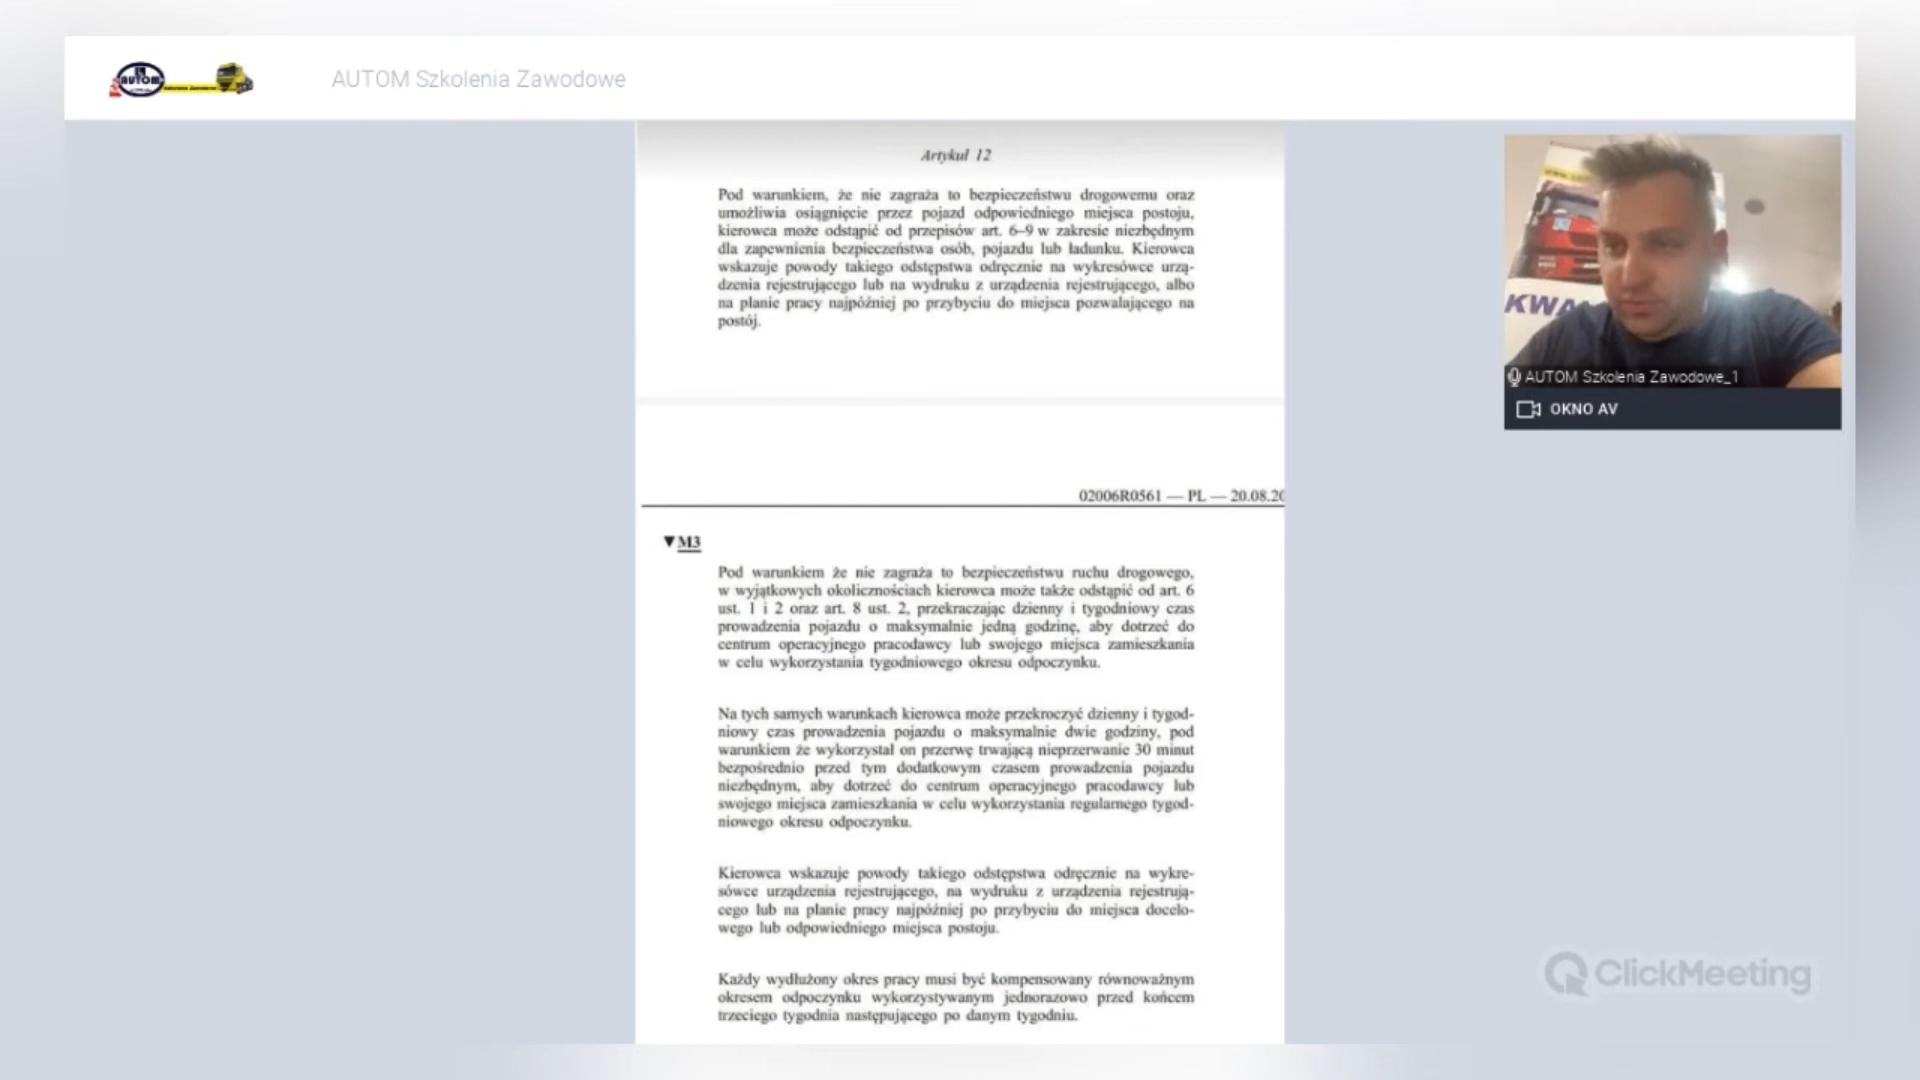 AUTOM
AUTOM Szkolenia Zawodowe
Artykuł 12
Pod warunkiem, że nie zagraża to bezpieczeństwu drogowemu oraz
umożliwia osiągnięcie przez pojazd odpowiedniego miejsca postoju,
kierowca może odstąpić od przepisów art. 6–9 w zakresie niezbędnym
dla zapewnienia bezpieczeństwa osób, pojazdu lub ładunku. Kierowca
wskazuje powody takiego odstępstwa odręcznie na wykresówce urzą-
dzenia rejestrującego lub na wydruku z urządzenia rejestrującego, albo
na planie pracy najpóźniej po przybyciu do miejsca pozwalającego na
postój.
KWA
AUTOM Szkolenia Zawodowe_1
OKNO AV
02006R0561 — PL — 20.08.20
▼M3
Pod warunkiem że nie zagraża to bezpieczeństwu ruchu drogowego,
w wyjątkowych okolicznościach kierowca może także odstąpić od art. 6
ust. 1 i 2 oraz art. 8 ust. 2, przekraczając dzienny i tygodniowy czas
prowadzenia pojazdu o maksymalnie jedną godzinę, aby dotrzeć do
centrum operacyjnego pracodawcy lub swojego miejsca zamieszkania
w celu wykorzystania tygodniowego okresu odpoczynku.
Na tych samych warunkach kierowca może przekroczyć dzienny i tygod-
niowy czas prowadzenia pojazdu o maksymalnie dwie godziny, pod
warunkiem że wykorzystał on przerwę trwającą nieprzerwanie 30 minut
bezpośrednio przed tym dodatkowym czasem prowadzenia pojazdu
niezbędnym, aby dotrzeć do centrum operacyjnego pracodawcy lub
swojego miejsca zamieszkania w celu wykorzystania regularnego tygod-
niowego okresu odpoczynku.
Kierowca wskazuje powody takiego odstępstwa odręcznie na wykre-
sówce urządzenia rejestrującego, na wydruku z urządzenia rejestrują-
cego lub na planie pracy najpóźniej po przybyciu do miejsca docelo-
wego lub odpowiedniego miejsca postoju.
Każdy wydłużony okres pracy musi być kompensowany równoważnym
okresem odpoczynku wykorzystywanym jednorazowo przed końcem
trzeciego tygodnia następującego po danym tygodniu.
ClickMeeting